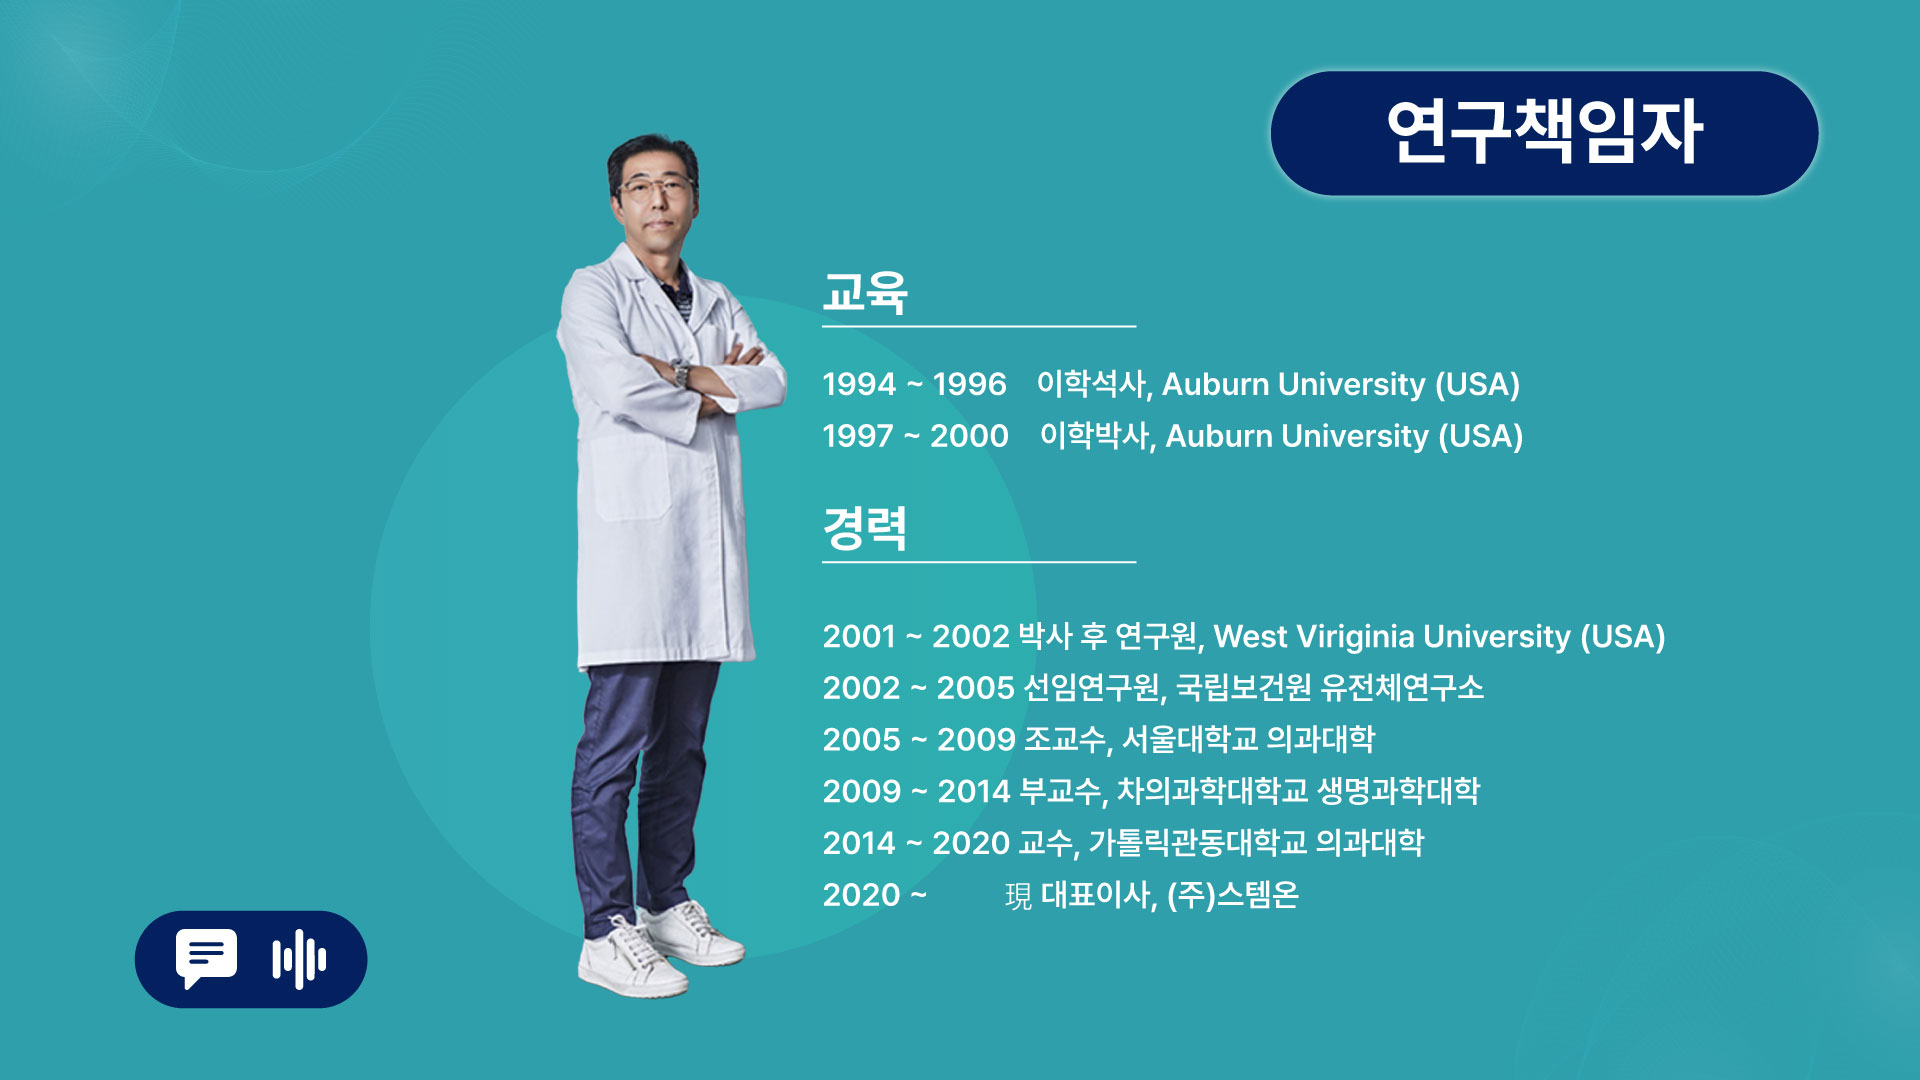 연구책임자
교육
1994 ~ 1996 이학석사, Auburn University (USA)
1997 ~ 2000 이학박사, Auburn University (USA)
경력
2001 ~ 2002 박사 후 연구원, West Viriginia University (USA)
2002 ~ 2005 선임연구원, 국립보건원 유전체연구소
2005 ~ 2009 조교수, 서울대학교 의과대학
2009 ~ 2014 부교수, 차의과학대학교 생명과학대학
2014 ~ 2020 교수, 가톨릭관동대학교 의과대학
2020 ~ 現 대표이사, (주)스템온